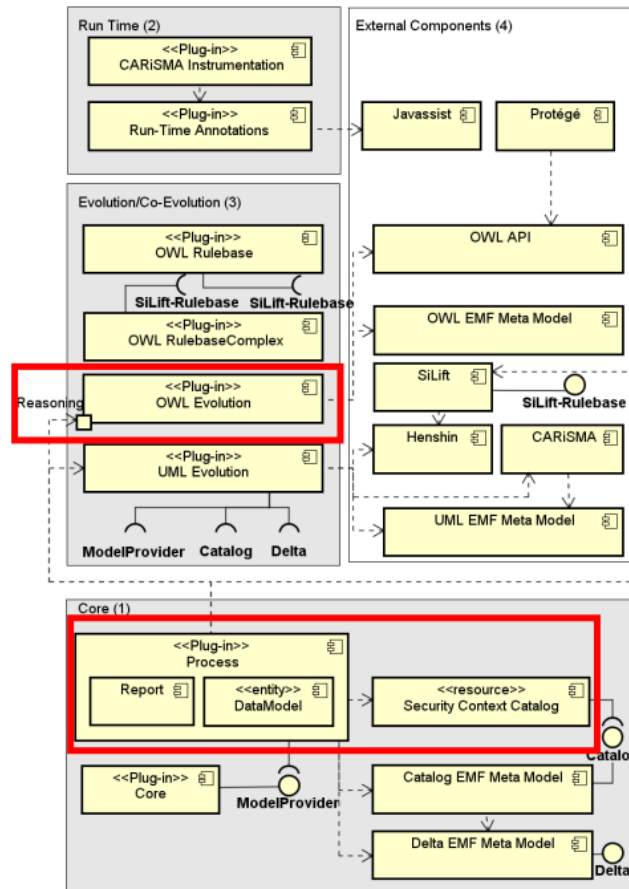 Run Time (2)
<<Plug-in>>
CARiSMA Instrumentation
<<Plug-in>>
Run-Time Annotations
External Components (4)
Javassist
Protégé
Evolution/Co-Evolution (3)
<<Plug-in>>
OWL Rulebase
SiLift-Rulebase
SiLift-Rulebase
<<Plug-in>>
OWL RulebaseComplex
Reasoning
<<Plug-in>>
OWL Evolution
<<Plug-in>>
UML Evolution
ModelProvider
Catalog
Delta
OWL API
OWL EMF Meta Model
SiLift
SiLift-Rulebase
Henshin
CARiSMA
UML EMF Meta Model
Core (1)
<<Plug-in>>
Process
Report
<<entity>>
DataModel
<<resource>>
Security Context Catalog
Catalo
<<Plug-in>>
Core
ModelProvider
Catalog EMF Meta Model
Delta EMF Meta Model
Delta